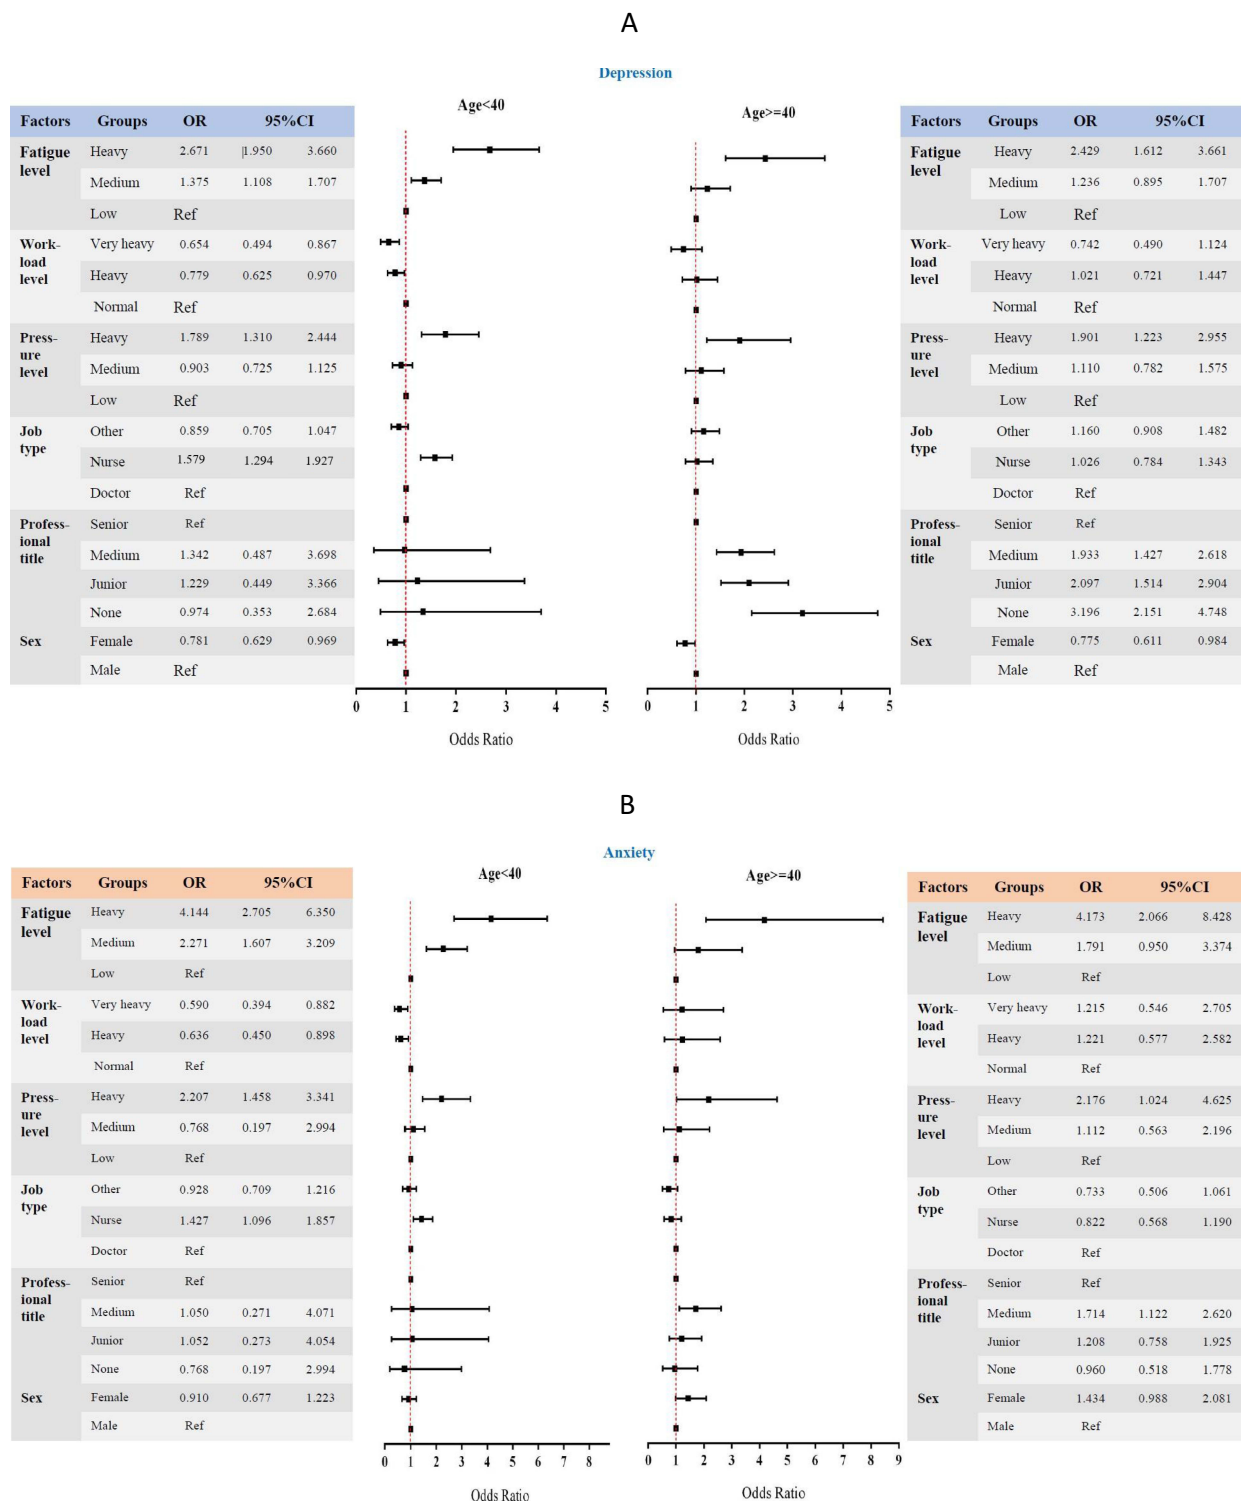 A
Depression
Age<40
Age>=40
Factors Groups OR 95%CI
Fatigue level Heavy 2.671 1.950 3.660
Medium 1.375 1.108 1.707
Low Ref
Work-load level Very heavy 0.654 0.494 0.867
Heavy 0.779 0.625 0.970
Normal Ref
Press-ure level Heavy 1.789 1.310 2.444
Medium 0.903 0.725 1.125
Low Ref
Job type Other 0.859 0.705 1.047
Nurse 1.579 1.294 1.927
Doctor Ref
Profess-ional title Senior Ref
Medium 1.342 0.487 3.698
Junior 1.229 0.449 3.366
None 0.974 0.353 2.684
Sex Female 0.781 0.629 0.969
Male Ref
0 1 2 3 4 5
Odds Ratio
0 1 2 3 4 5
Odds Ratio
Factors Groups OR 95%CI
Fatigue level Heavy 2.429 1.612 3.661
Medium 1.236 0.895 1.707
Low Ref
Work-load level Very heavy 0.742 0.490 1.124
Heavy 1.021 0.721 1.447
Normal Ref
Press-ure level Heavy 1.901 1.223 2.955
Medium 1.110 0.782 1.575
Low Ref
Job type Other 1.160 0.908 1.482
Nurse 1.026 0.784 1.343
Doctor Ref
Profess-ional title Senior Ref
Medium 1.933 1.427 2.618
Junior 2.097 1.514 2.904
None 3.196 2.151 4.748
Sex Female 0.775 0.611 0.984
Male Ref
B
Anxiety
Age<40
Age>=40
Factors Groups OR 95%CI
Fatigue level Heavy 4.144 2.705 6.350
Medium 2.271 1.607 3.209
Low Ref
Work-load level Very heavy 0.590 0.394 0.882
Heavy 0.636 0.450 0.898
Normal Ref
Press-ure level Heavy 2.207 1.458 3.341
Medium 0.768 0.197 2.994
Low Ref
Job type Other 0.928 0.709 1.216
Nurse 1.427 1.096 1.857
Doctor Ref
Profess-ional title Senior Ref
Medium 1.050 0.271 4.071
Junior 1.052 0.273 4.054
None 0.768 0.197 2.994
Sex Female 0.910 0.677 1.223
Male Ref
0 1 2 3 4 5 6 7 8
Odds Ratio
0 1 2 3 4 5 6 7 8 9
Odds Ratio
Factors Groups OR 95%CI
Fatigue level Heavy 4.173 2.066 8.428
Medium 1.791 0.950 3.374
Low Ref
Work-load level Very heavy 1.215 0.546 2.705
Heavy 1.221 0.577 2.582
Normal Ref
Press-ure level Heavy 2.176 1.024 4.625
Medium 1.112 0.563 2.196
Low Ref
Job type Other 0.733 0.506 1.061
Nurse 0.822 0.568 1.190
Doctor Ref
Profess-ional title Senior Ref
Medium 1.714 1.122 2.620
Junior 1.208 0.758 1.925
None 0.960 0.518 1.778
Sex Female 1.434 0.988 2.081
Male Ref